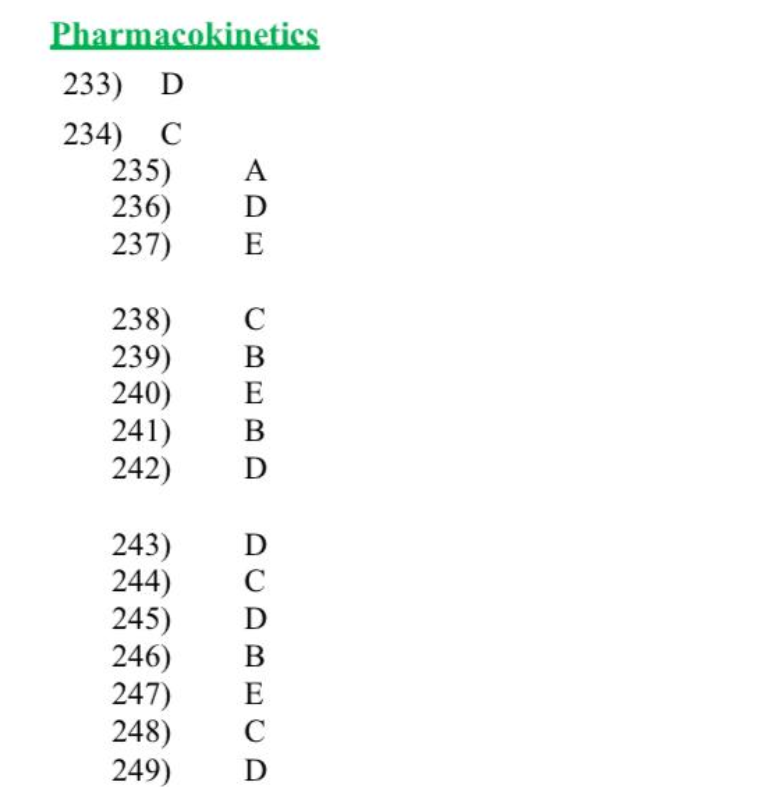 Pharmacokinetics
233) D
234) C
235) A
236) D
237) E
238) C
239) B
240) E
241) B
242) D
243) D
244) C
245) D
246) B
247) E
248) C
249) D